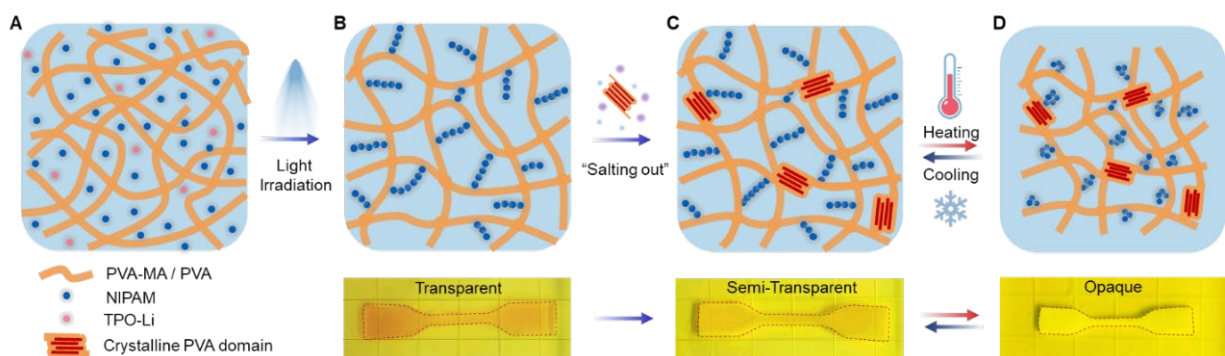 A
B
C
D
Light
Irradiation
"Salting out"
Heating
Cooling
PVA-MA / PVA
NIPAM
TPO-Li
Crystalline PVA domain
Transparent
Semi-Transparent
Opaque